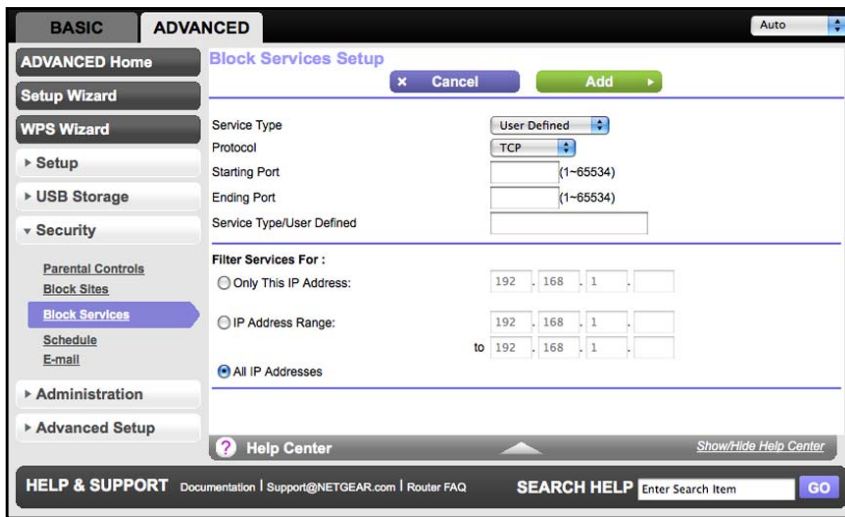 BASIC
ADVANCED
Auto
ADVANCED Home
Setup Wizard
WPS Wizard
Setup
USB Storage
Security
Parental Controls
Block Sites
Block Services
Schedule
E-mail
Administration
Advanced Setup
Block Services Setup
Cancel
Add
Service Type
User Defined
Protocol
TCP
Starting Port
(1~65534)
Ending Port
(1~65534)
Service Type/User Defined
Filter Services For :
Only This IP Address:
192 . 168 . 1 .
IP Address Range:
192 . 168 . 1 .
to 192 . 168 . 1 .
All IP Addresses
? Help Center
Show/Hide Help Center
HELP & SUPPORT Documentation | Support@NETGEAR.com | Router FAQ
SEARCH HELP Enter Search Item GO